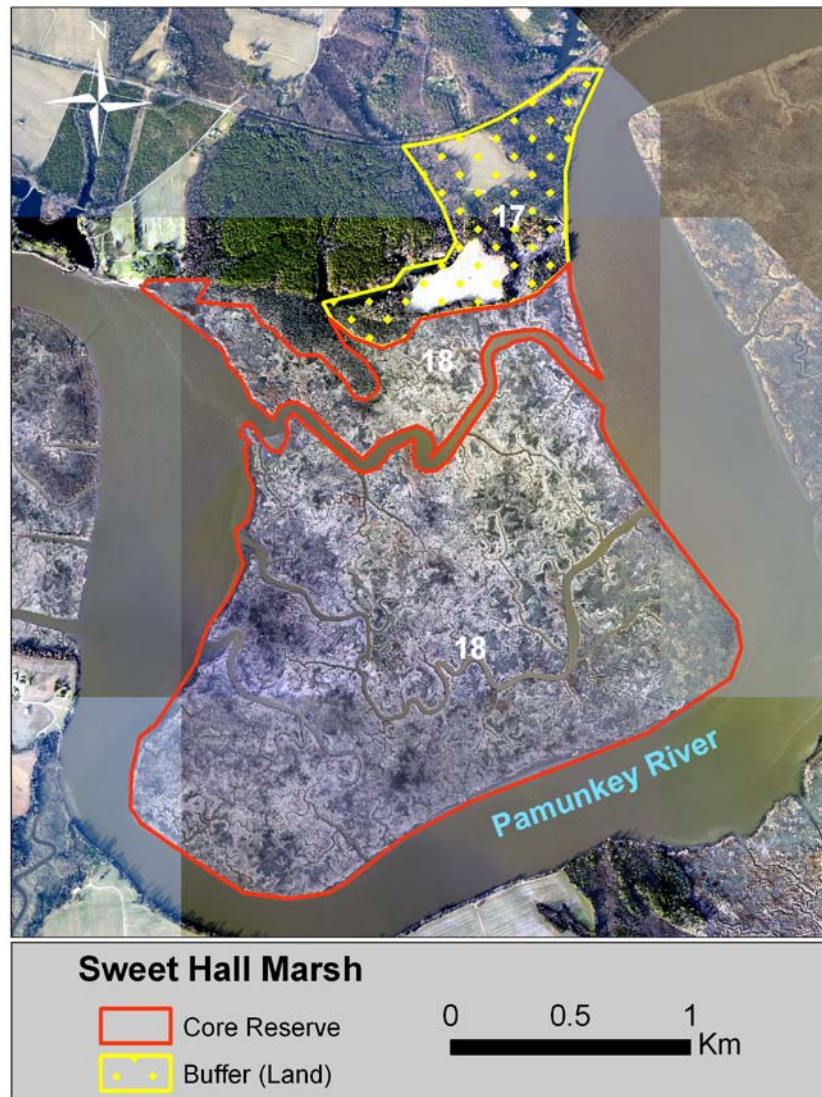 N
17
18
18
Pamunkey River
Sweet Hall Marsh
Core Reserve
Buffer (Land)
0 0.5 1
Km